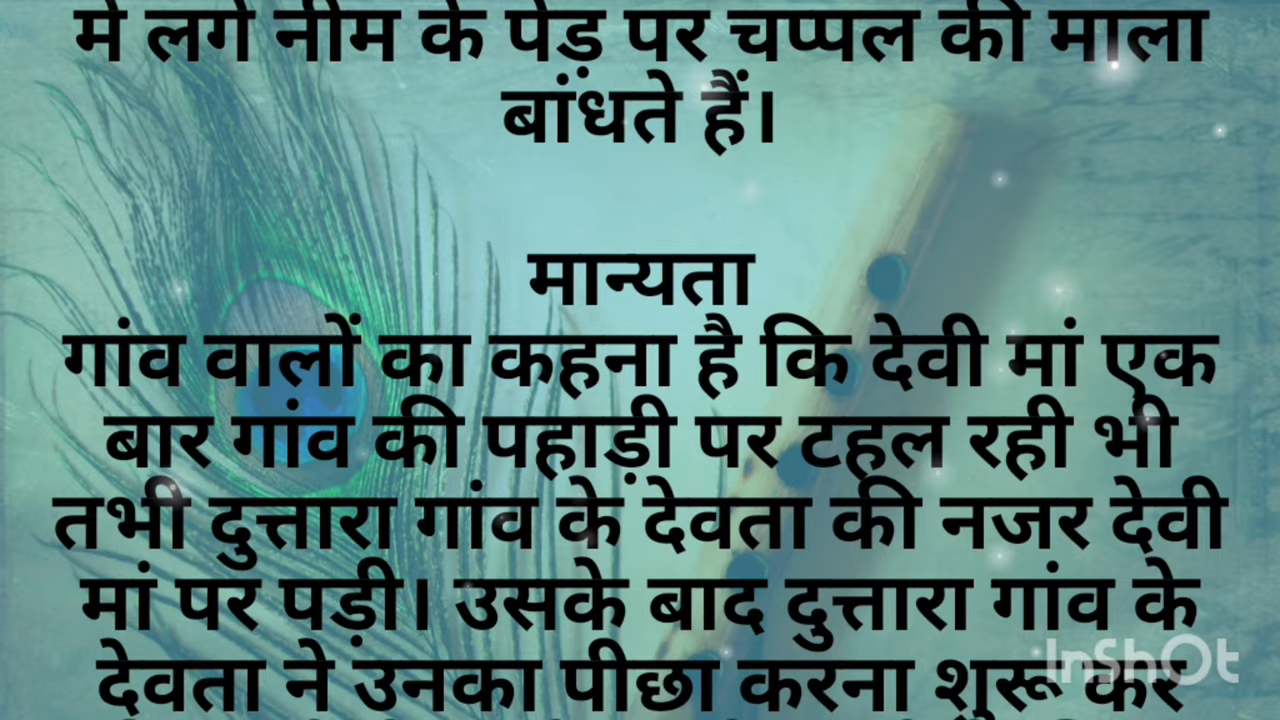 में लगे नीम के पेड़ पर चप्पल की माला
बांधते हैं।
मान्यता
गांव वालों का कहना है कि देवी मां एक
बार गांव की पहाड़ी पर टहल रही भी
तभी दुत्तारा गांव के देवता की नजर देवी
मां पर पड़ी। उसके बाद दुत्तारा गांव के
देवता ने उनका पीछा करना शुरू कर
InShOt